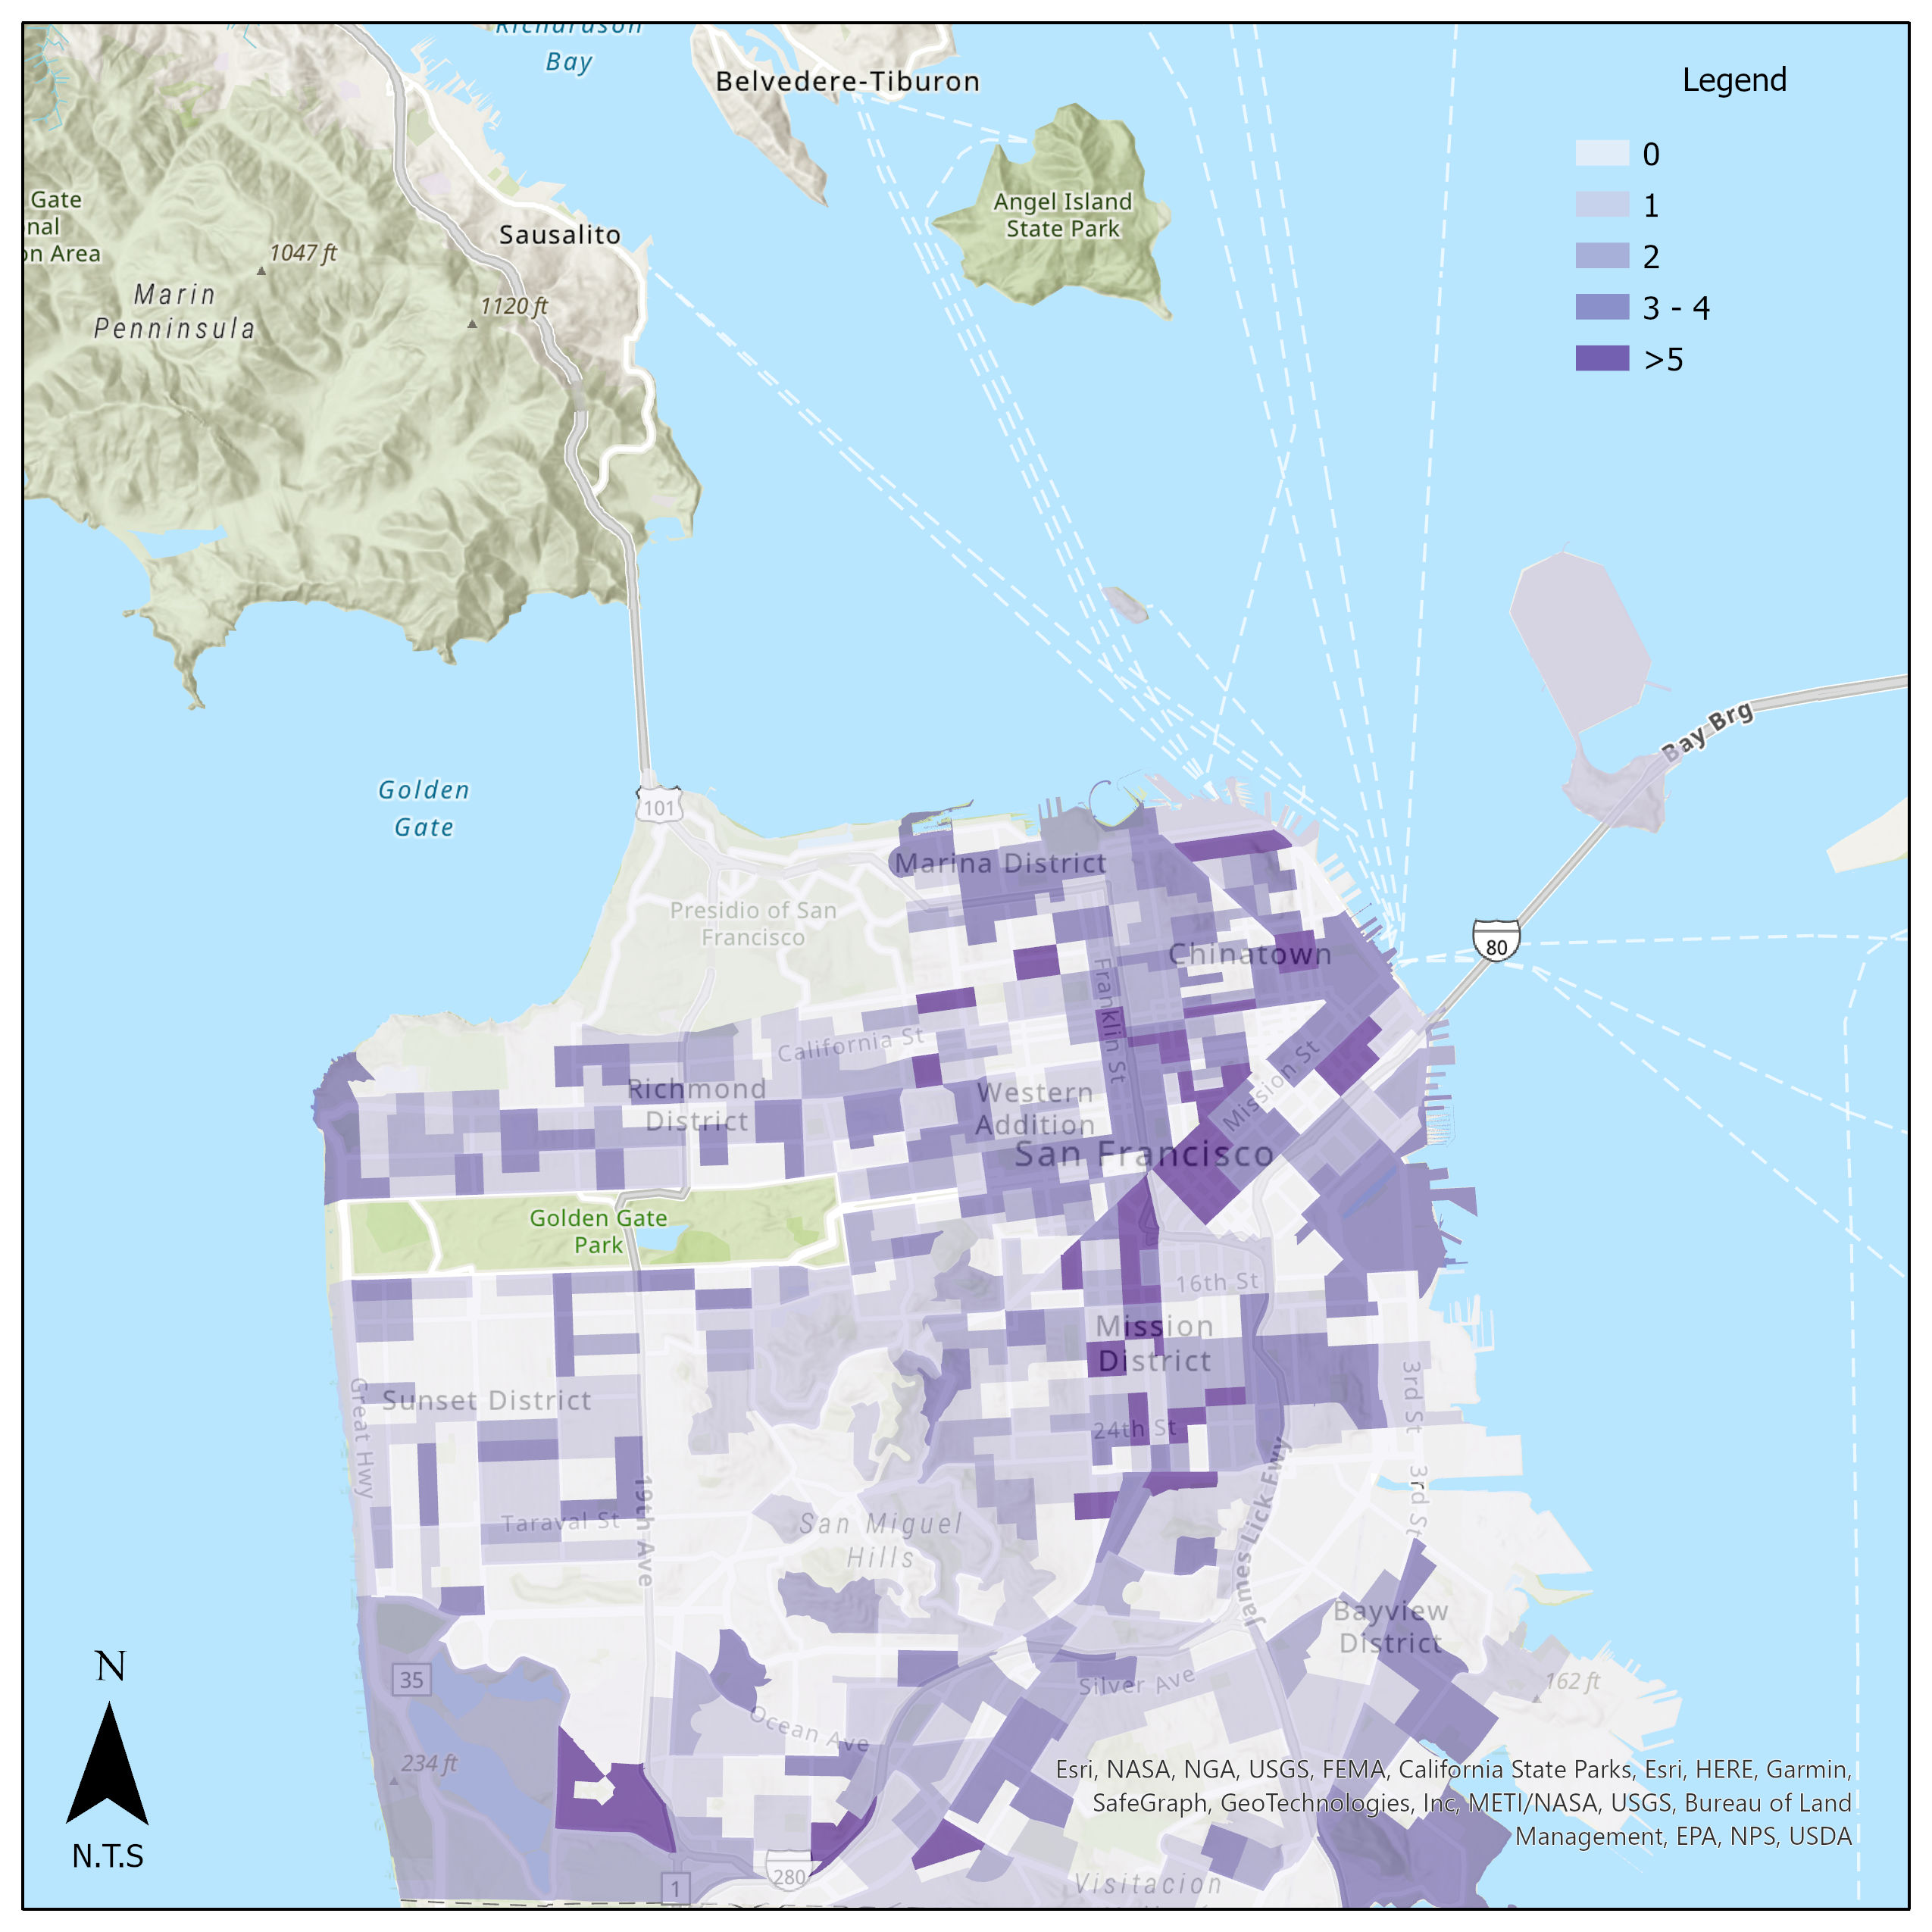 Richardson
Bay
Belvedere-Tiburon
Legend
0
1
2
3 - 4
>5
Gate
nal
on Area
1047 ft
Marin
Penninsula
1120 ft
Sausalito
Angel Island
State Park
Bay Brg
Golden
Gate
101
80
Marina District
Presidio of San
Francisco
Chinatown
Franklin St
California St
Mission St
Richmond
District
Western
Addition
San Francisco
Golden Gate
Park
16th St
Mission
District
Sunset District
Great Hwy
24th St
3rd St
3rd St
19th Ave
Taraval St
San Miguel
Hills
James Lick Fwy
Bayview
District
162 ft
Silver Ave
Ocean Ave
35
234 ft
N
N.T.S
1
280
Visitacion
Esri, NASA, NGA, USGS, FEMA, California State Parks, Esri, HERE, Garmin,
SafeGraph, GeoTechnologies, Inc, METI/NASA, USGS, Bureau of Land
Management, EPA, NPS, USDA